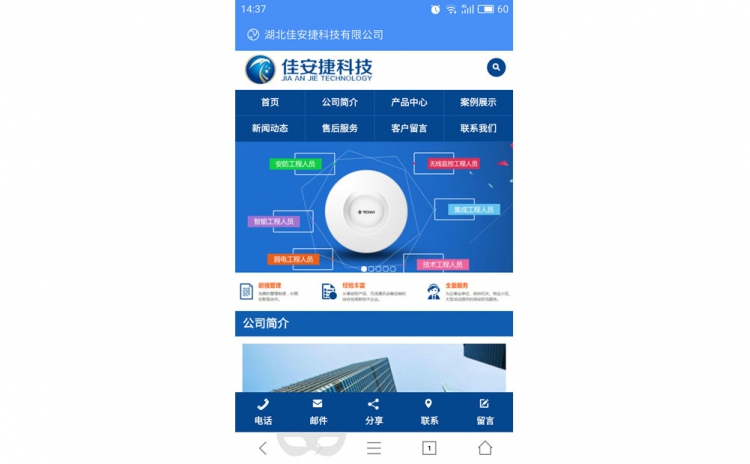 14:37
60
湖北佳安捷科技有限公司
佳安捷科技
JIA AN JIE TECHNOLOGY
首页 公司简介 产品中心 案例展示
新闻动态 售后服务 客户留言 联系我们
安防工程人员
无线监控工程人员
智能工程人员
集成工程人员
弱电工程人员
技术工程人员
超强管理 经验丰富 全面服务
公司简介
电话 邮件 分享 联系 留言
1